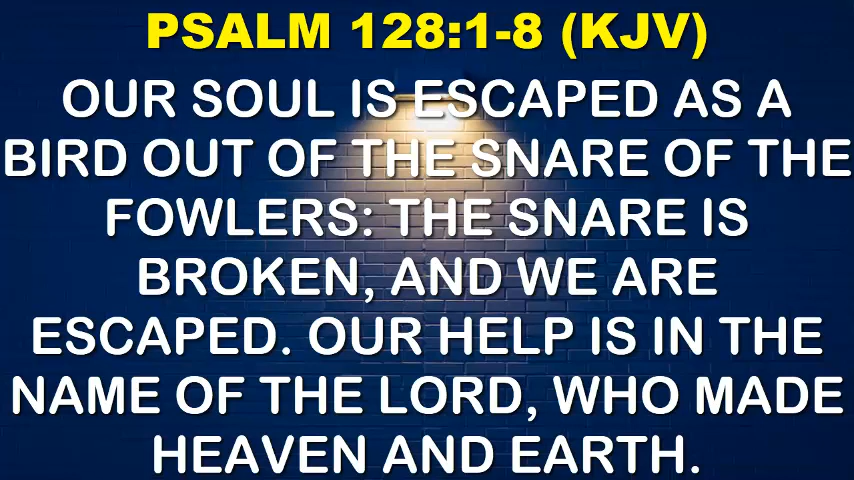 PSALM 128:1-8 (KJV)
OUR SOUL IS ESCAPED AS A
BIRD OUT OF THE SNARE OF THE
FOWLERS: THE SNARE IS
BROKEN, AND WE ARE
ESCAPED. OUR HELP IS IN THE
NAME OF THE LORD, WHO MADE
HEAVEN AND EARTH.